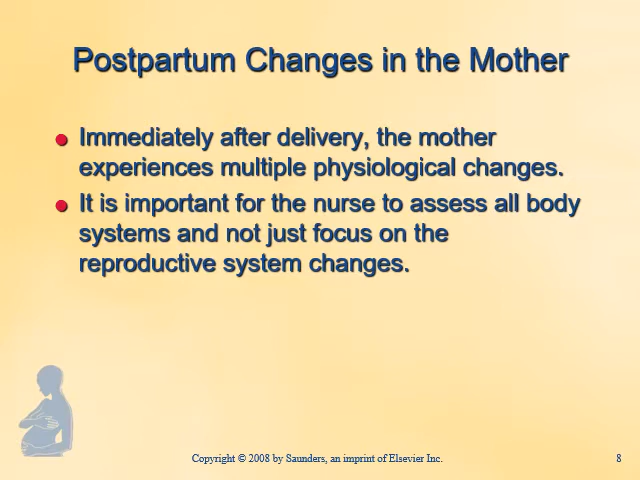 Postpartum Changes in the Mother
Immediately after delivery, the mother
experiences multiple physiological changes.
It is important for the nurse to assess all body
systems and not just focus on the
reproductive system changes.
Copyright © 2008 by Saunders, an imprint of Elsevier Inc.
8